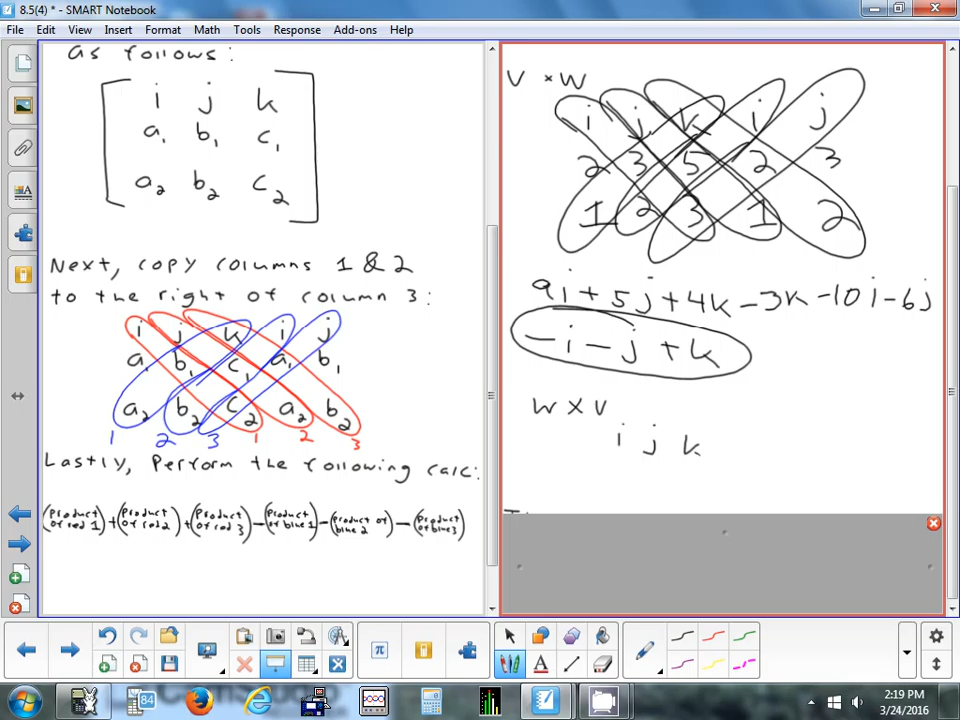 8.5(4) * - SMART Notebook
File Edit View Insert Format Math Tools Response Add-ons Help
as follows:
i j k
a₁ b₁ c₁
a₂ b₂ c₂
Next, copy columns 1 & 2
to the right of column 3:
i j k i j
a₁ b₁ c₁ a₁ b₁
a₂ b₂ c₂ a₂ b₂
1 2 3 1 2 3
Lastly, Perform the following calc:
(Product of red 1) + (Product of red 2) + (Product of red 3) – (Product of blue 1) – (Product of blue 2) – (Product of blue 3)
V × W
i j k i j
2 3 5 2 3
1 2 3 1 2
9i + 5j + 4k – 3k – 10i – 6j
– i – j + k
W × V
i j k
84
2:19 PM
3/24/2016